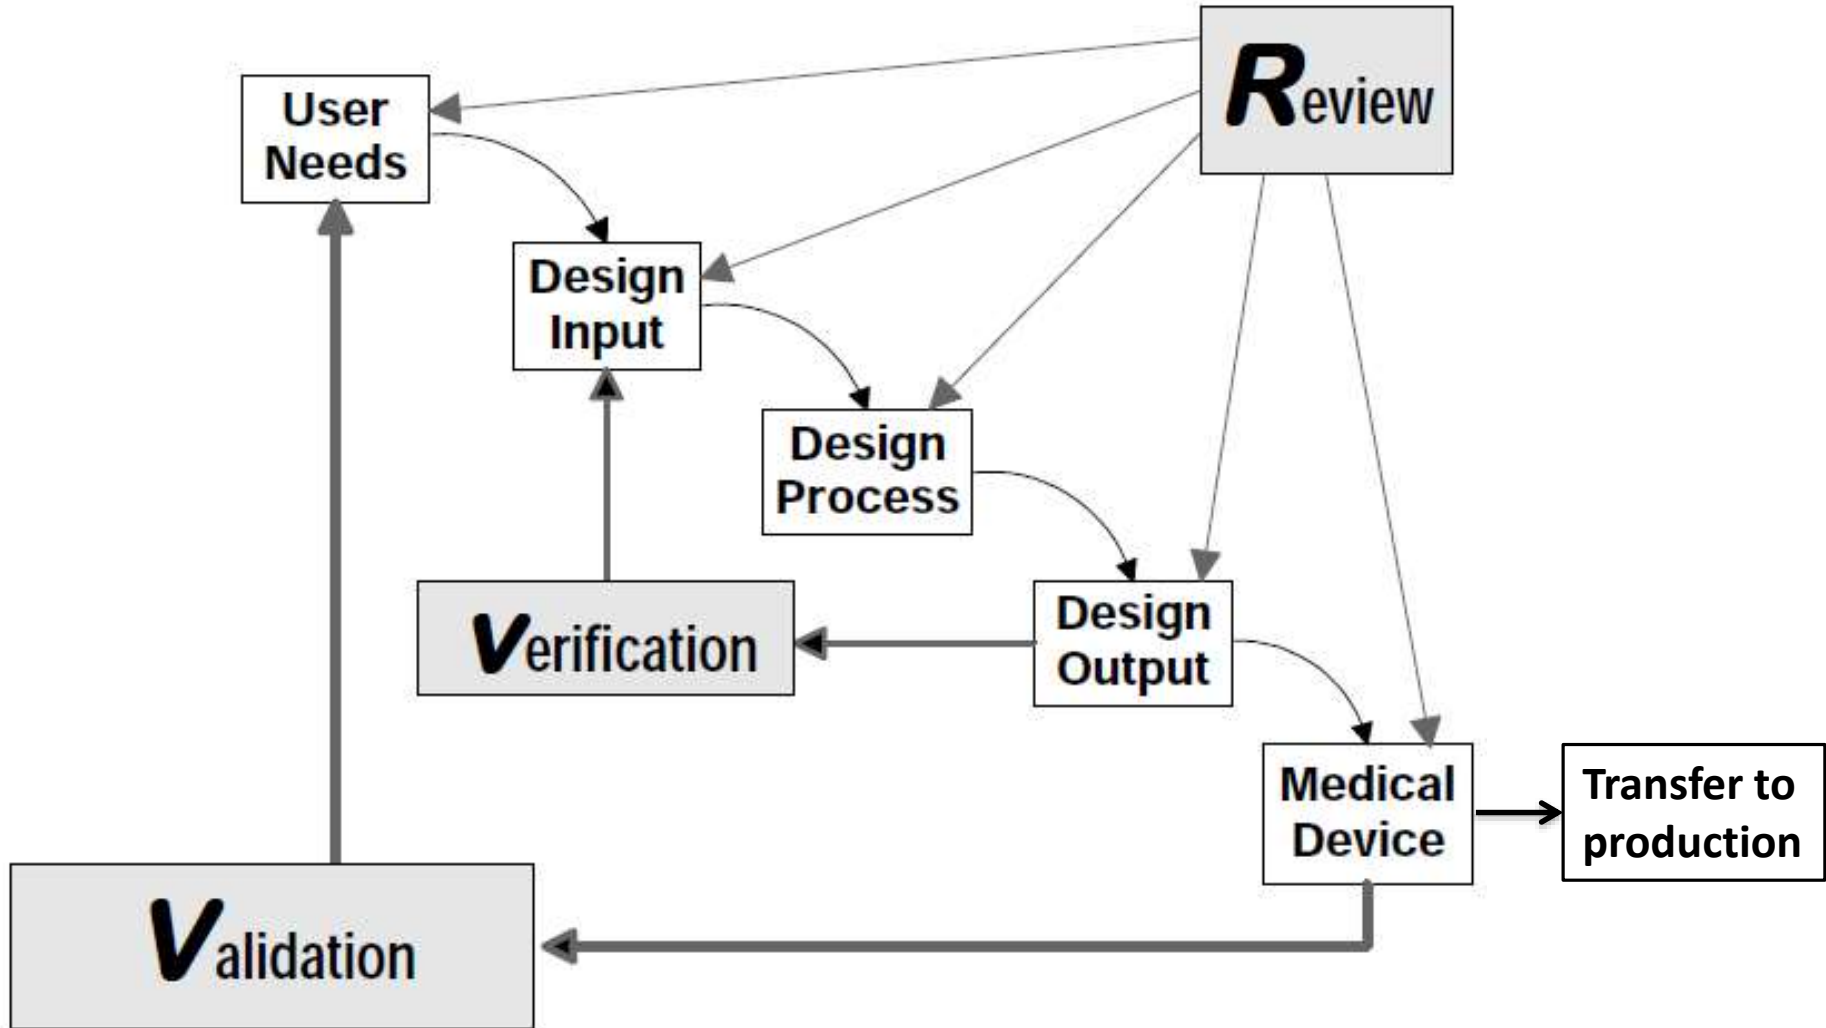 Review
User
Needs
Design
Input
Design
Process
Verification
Design
Output
Medical
Device
Transfer to
production
Validation